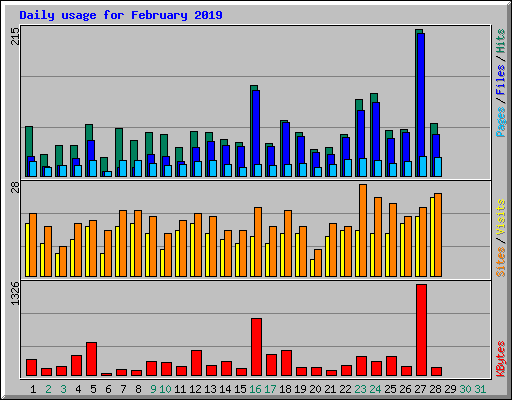 Daily usage for February 2019
215
Pages / Files / Hits
28
Sites / Visits
1326
KBytes
1 2 3 4 5 6 7 8 9 10 11 12 13 14 15 16 17 18 19 20 21 22 23 24 25 26 27 28 29 30 31